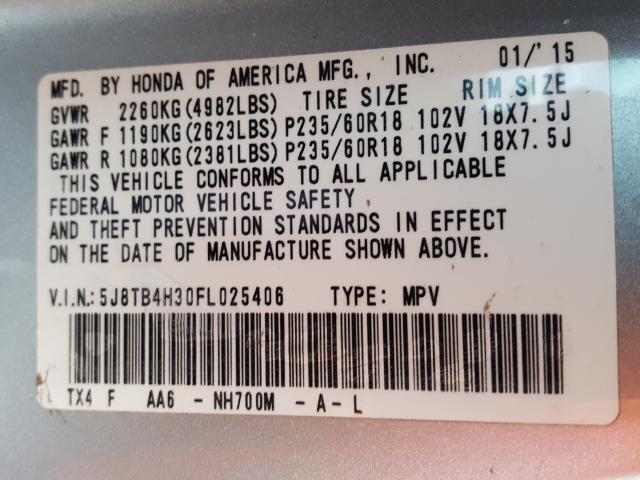 MFD. BY HONDA OF AMERICA MFG., INC. 01/'15
GVWR 2260KG(4982LBS) TIRE SIZE RIM SIZE
GAWR F 1190KG(2623LBS) P235/60R18 102V 18X7.5J
GAWR R 1080KG(2381LBS) P235/60R18 102V 18X7.5J
THIS VEHICLE CONFORMS TO ALL APPLICABLE
FEDERAL MOTOR VEHICLE SAFETY
AND THEFT PREVENTION STANDARDS IN EFFECT
ON THE DATE OF MANUFACTURE SHOWN ABOVE.
V.I.N.:5J8TB4H30FL025406 TYPE: MPV
TX4 F AA6 - NH700M - A - L